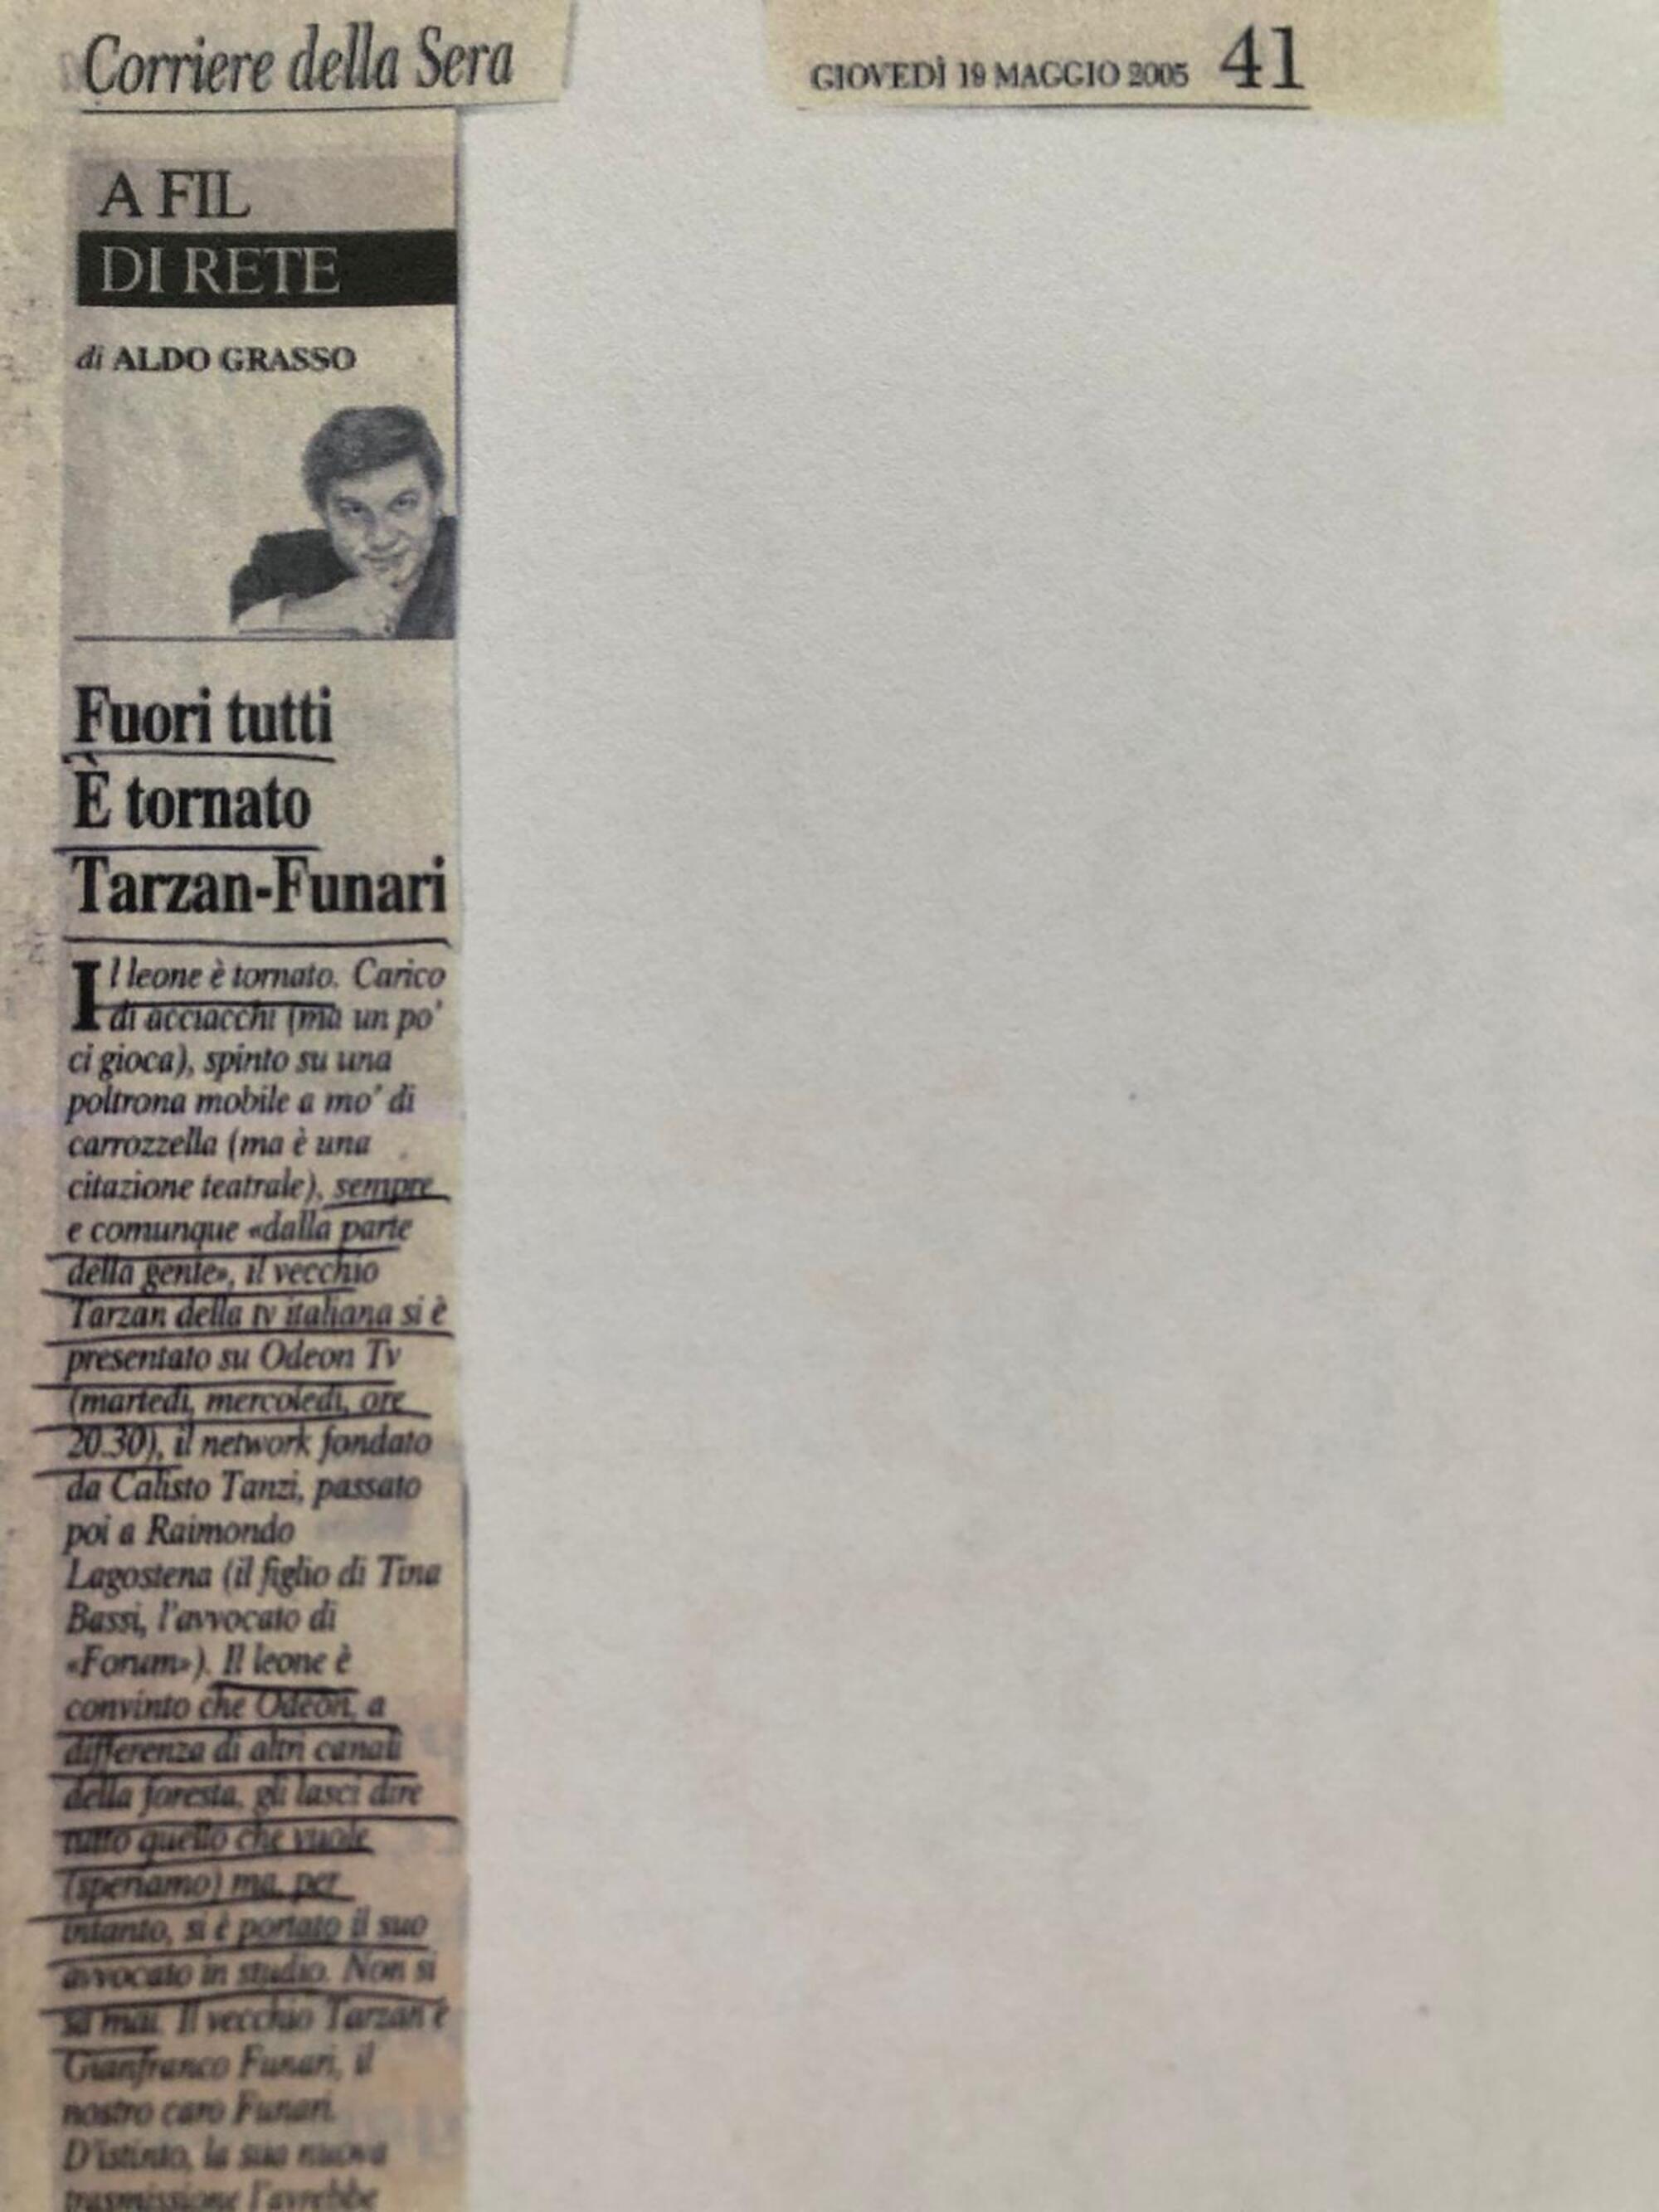 Corriere della Sera
GIOVEDÌ 19 MAGGIO 2005 41
A FIL
DI RETE
di ALDO GRASSO
Fuori tutti
È tornato
Tarzan-Funari
Il leone è tornato. Carico
di acciacchi (ma un po'
ci gioca), spinto su una
poltrona mobile a mo' di
carrozzella (ma è una
citazione teatrale), sempre
e comunque «dalla parte
della gente», il vecchio
Tarzan della tv italiana si è
presentato su Odeon Tv
(martedì, mercoledì, ore
20.30), il network fondato
da Calisto Tanzi, passato
poi a Raimondo
Lagostena (il figlio di Tina
Bassi, l'avvocato di
«Forum»). Il leone è
convinto che Odeon, a
differenza di altri canali
della foresta, gli lasci dire
tutto quello che vuole
(speriamo) ma, per
intanto, si è portato il suo
avvocato in studio. Non si
sa mai. Il vecchio Tarzan è
Gianfranco Funari, il
nostro caro Funari.
D'istinto, la sua nuova
trasmissione l'avrebbe